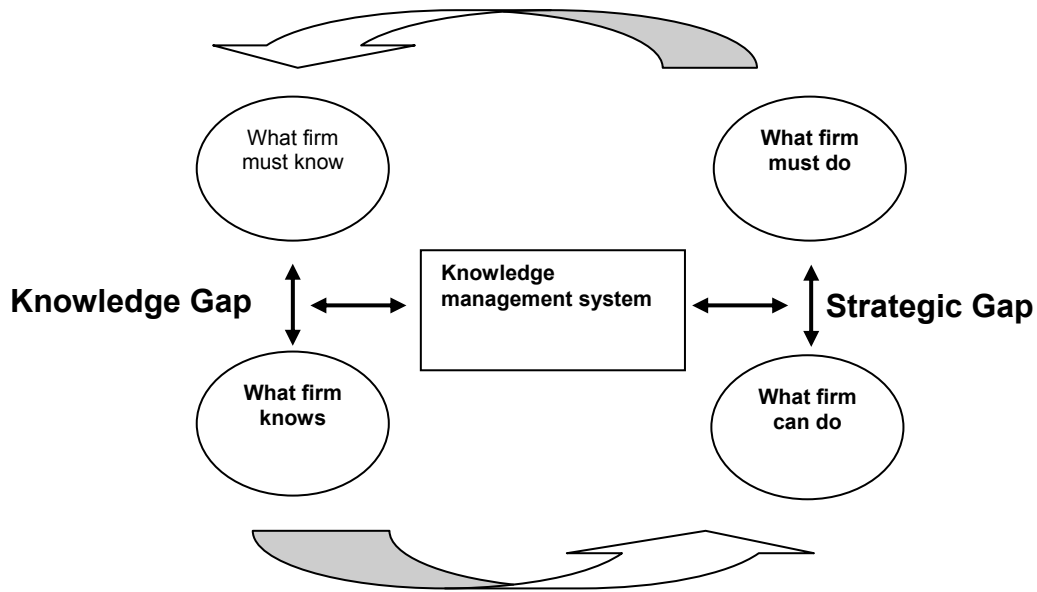 What firm
must know
What firm
must do
Knowledge Gap
Knowledge
management system
Strategic Gap
What firm
knows
What firm
can do